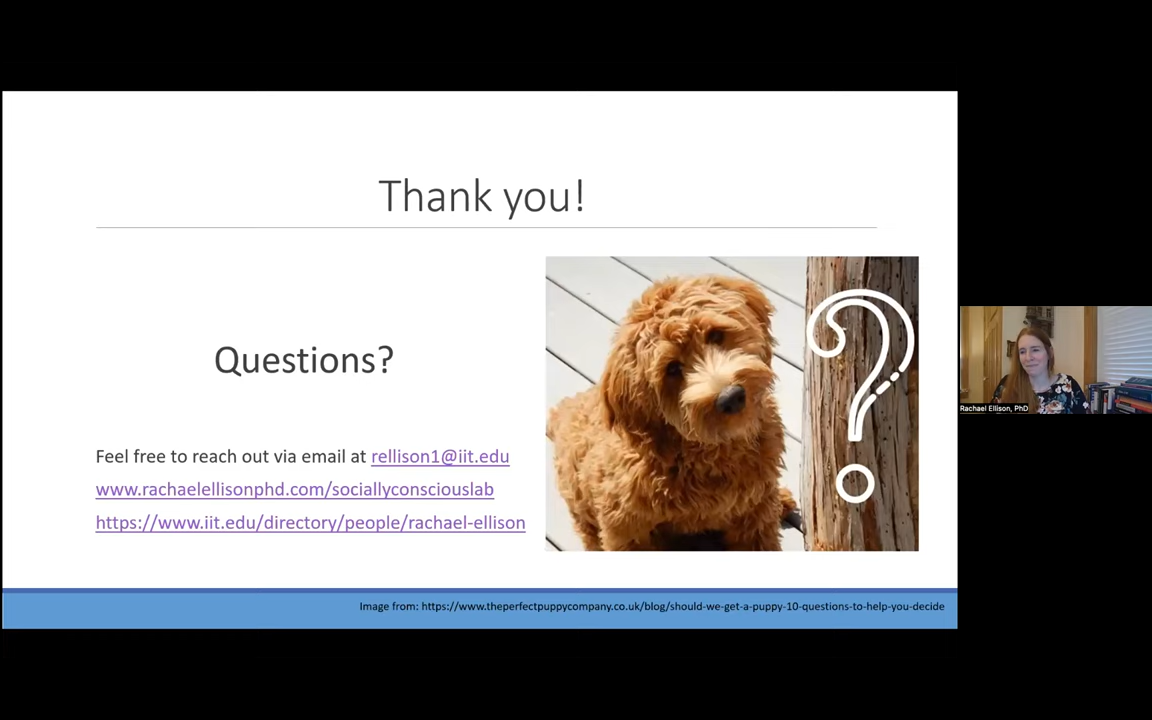 Thank you!
Questions?
Feel free to reach out via email at rellison1@iit.edu
www.rachaelellisonphd.com/sociallyconsciouslab
https://www.iit.edu/directory/people/rachael-ellison
?
Image from: https://www.theperfectpuppycompany.co.uk/blog/should-we-get-a-puppy-10-questions-to-help-you-decide
Rachael Ellison, PhD